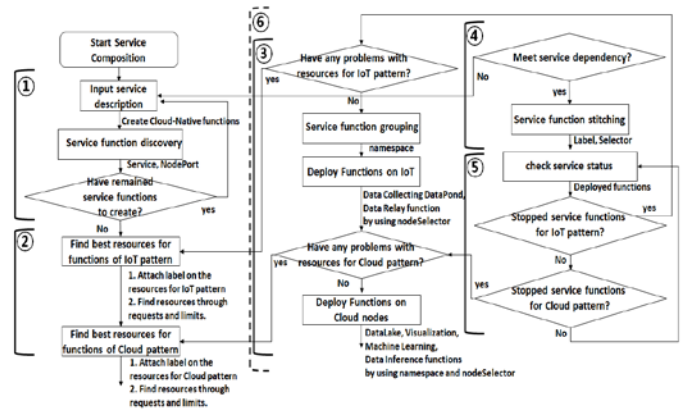 Start Service
Composition
①
Input service
description
Create Cloud-Native functions
Service function discovery
Service, NodePort
Have remained
service functions
to create?
yes
No
②
Find best resources for
functions of IoT pattern
1. Attach label on the
resources for IoT pattern
2. Find resources through
requests and limits.
Find best resources for
functions of Cloud pattern
1. Attach label on the
resources for Cloud pattern
2. Find resources through
requests and limits.
⑥
③
Have any problems with
resources for IoT pattern?
yes
No
Service function grouping
namespace
Deploy Functions on IoT
Data Collecting DataPond,
Data Relay function
by using nodeSelector
Have any problems with
resources for Cloud pattern?
yes
No
Deploy Functions on
Cloud nodes
DataLake, Visualization,
Machine Learning,
Data Inference functions
by using namespace and nodeSelector
④
Meet service dependency?
No
yes
Service function stitching
Label, Selector
⑤
check service status
Deployed functions
Stopped service functions
for IoT pattern?
yes
No
Stopped service functions
for Cloud pattern?
yes
No